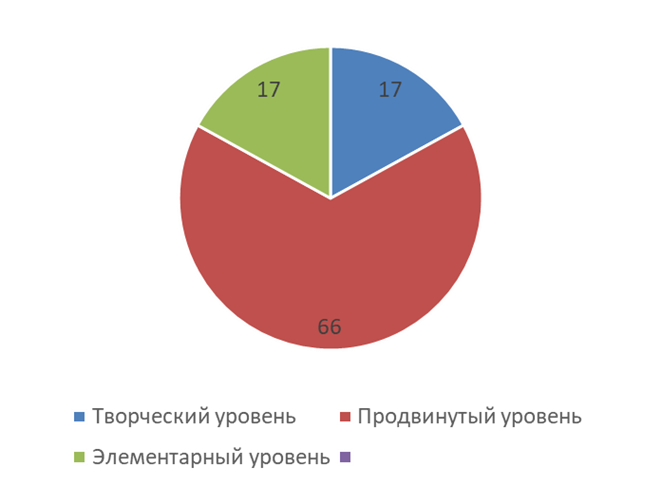 17 17
66
Творческий уровень Продвинутый уровень
Элементарный уровень